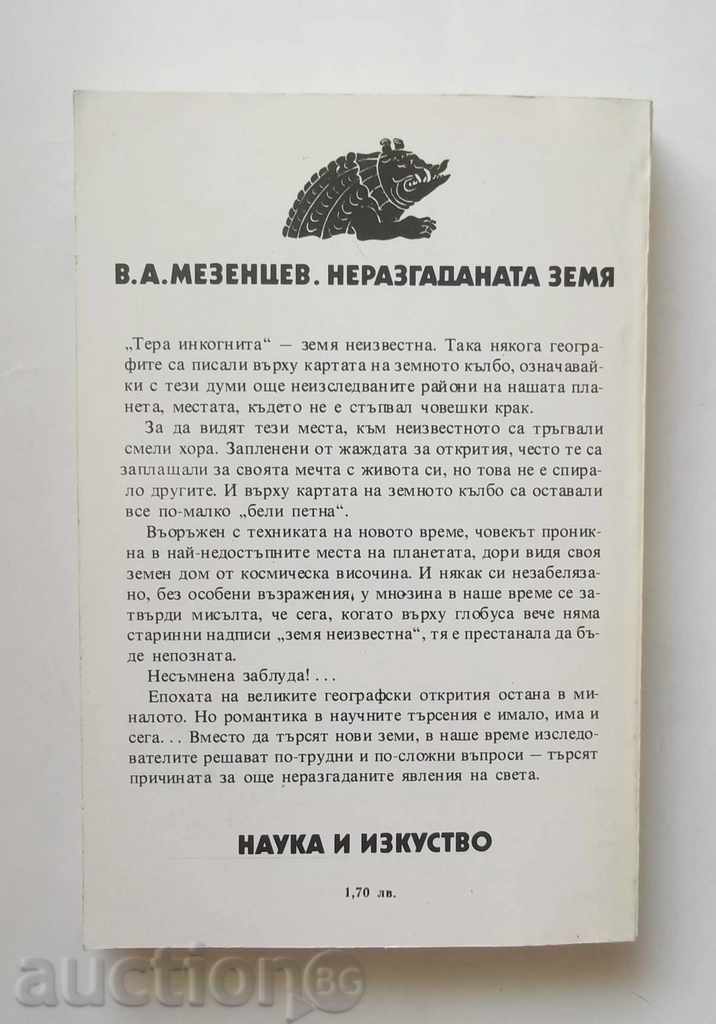 В.А.МЕЗЕНЦЕВ. НЕРАЗГАДАНАТА ЗЕМЯ
„Тера инкогнита“ — земя неизвестна. Така някога геогра-
фите са писали върху картата на земното кълбо, означавай-
ки с тези думи още неизследваните райони на нашата пла-
нета, местата, където не е стъпвал човешки крак.
За да видят тези места, към неизвестното са тръгвали
смели хора. Запленени от жаждата за открития, често те са
заплащали за своята мечта с живота си, но това не е спира-
ло другите. И върху картата на земното кълбо са оставали
все по-малко „бели петна“.
Въоръжен с техниката на новото време, човекът проник-
на в най-недостъпните места на планетата, дори видя своя
земен дом от космическа височина. И някак си незабеляза-
но, без особени възражения, у мнозина в наше време се за-
твърди мисълта, че сега, когато върху глобуса вече няма
старинни надписи „земя неизвестна“, тя е престанала да бъ-
де непозната.
Несъмнена заблуда!...
Епохата на великите географски открития остана в ми-
налото. Но романтика в научните търсения е имало, има и
сега... Вместо да търсят нови земи, в наше време изследо-
вателите решават по-трудни и по-сложни въпроси — търсят
причината за още неразгаданите явления на света.
НАУКА И ИЗКУСТВО
1,70 лв.
auctionBG